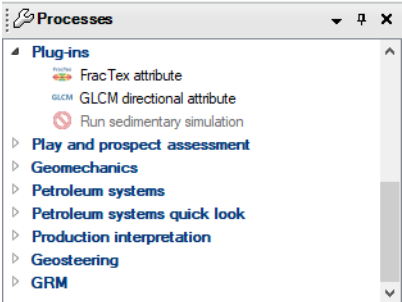 Processes
Plug-ins
FracTex FracTex attribute
GLCM GLCM directional attribute
Run sedimentary simulation
Play and prospect assessment
Geomechanics
Petroleum systems
Petroleum systems quick look
Production interpretation
Geosteering
GRM